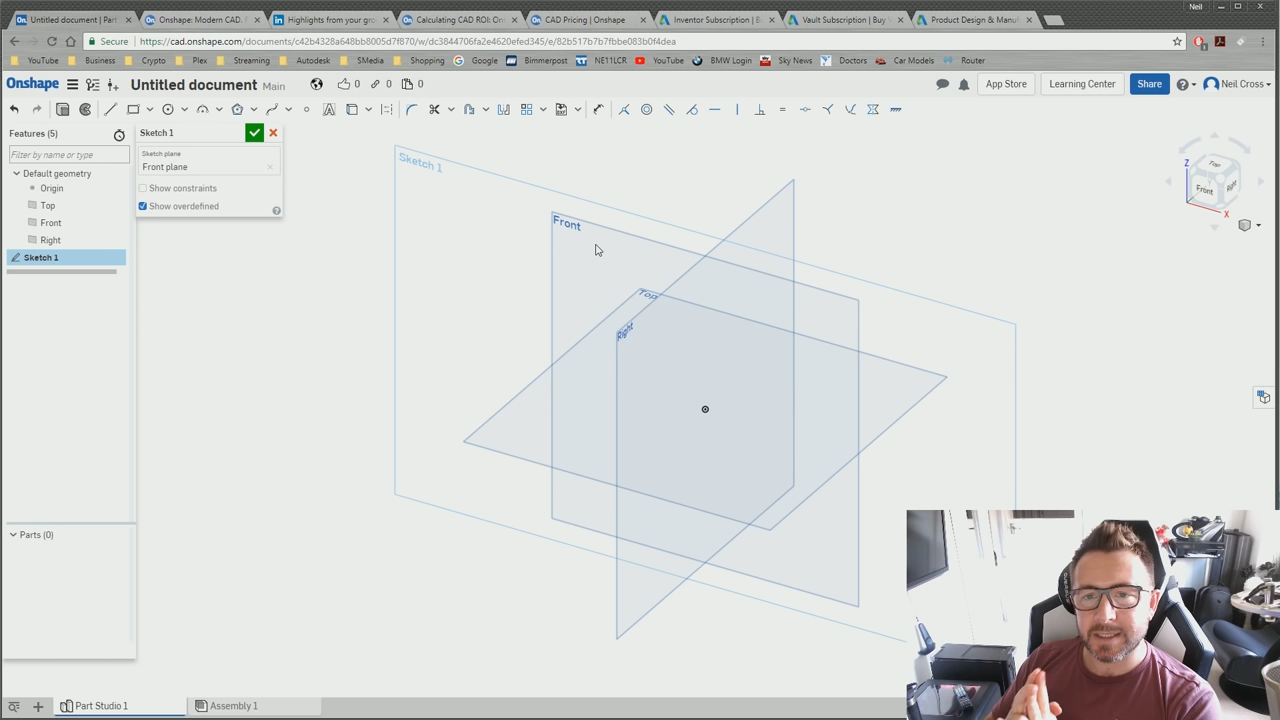 Neil
Untitled document | Part
Onshape: Modern CAD.
Highlights from your gro
Calculating CAD ROI: On
CAD Pricing | Onshape
Inventor Subscription | B
Vault Subscription | Buy
Product Design & Manuf
Secure
https://cad.onshape.com/documents/c42b4328a648bb8005d7f870/w/dc3844706fa2e4620efed345/e/82b517b7b7fbbe083b0f4dea
YouTube Business Crypto Plex Streaming Autodesk SMedia Shopping Google Bimmerpost NE11LCR YouTube BMW Login Sky News Doctors Car Models Router
Onshape Untitled document Main 0 0 0 App Store Learning Center Share Neil Cross
Features (5)
Filter by name or type
Default geometry
Origin
Top
Front
Right
Sketch 1
Parts (0)
Sketch 1
Sketch plane
Front plane
Show constraints
Show overdefined
Sketch 1
Front
Top
Right
Z
Top
Front
Right
X
Part Studio 1
Assembly 1